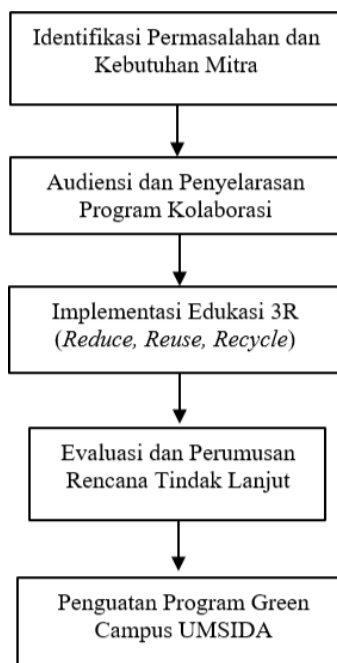 Identifikasi Permasalahan dan
Kebutuhan Mitra
Audiensi dan Penyelarasan
Program Kolaborasi
Implementasi Edukasi 3R
(Reduce, Reuse, Recycle)
Evaluasi dan Perumusan
Rencana Tindak Lanjut
Penguatan Program Green
Campus UMSIDA